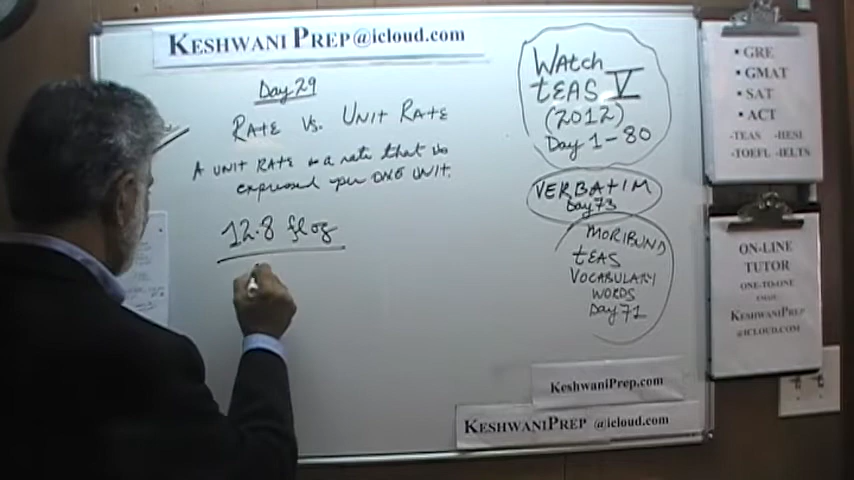 KESHWANI PREP@icloud.com
Day 29
RATE VS. UNIT RATE
A UNIT RATE is a rate that is
expressed per ONE UNIT.
12.8 fl oz
WAtch
tEAS V
(2012)
Day 1-80
VERBATIM
Day 73
MORIBUND
tEAS
VOCABULARY
WORDS
Day 71
• GRE
• GMAT
• SAT
• ACT
-TEAS -HESI
-TOEFL -IELTS
ON-LINE
TUTOR
ONE-TO-ONE
KESHWANIPREP
@ICLOUD.COM
KeshwaniPrep.com
KESHWANIPREP @icloud.com